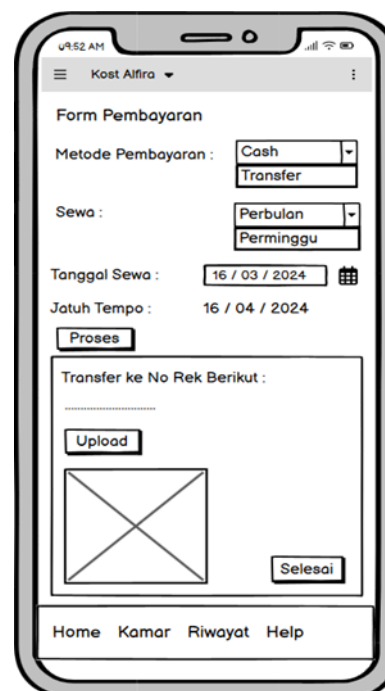 09:52 AM
Kost Alfira
Form Pembayaran
Metode Pembayaran : Cash
Transfer
Sewa : Perbulan
Perminggu
Tanggal Sewa : 16 / 03 / 2024
Jatuh Tempo : 16 / 04 / 2024
Proses
Transfer ke No Rek Berikut :
..............................
Upload
Selesai
Home Kamar Riwayat Help